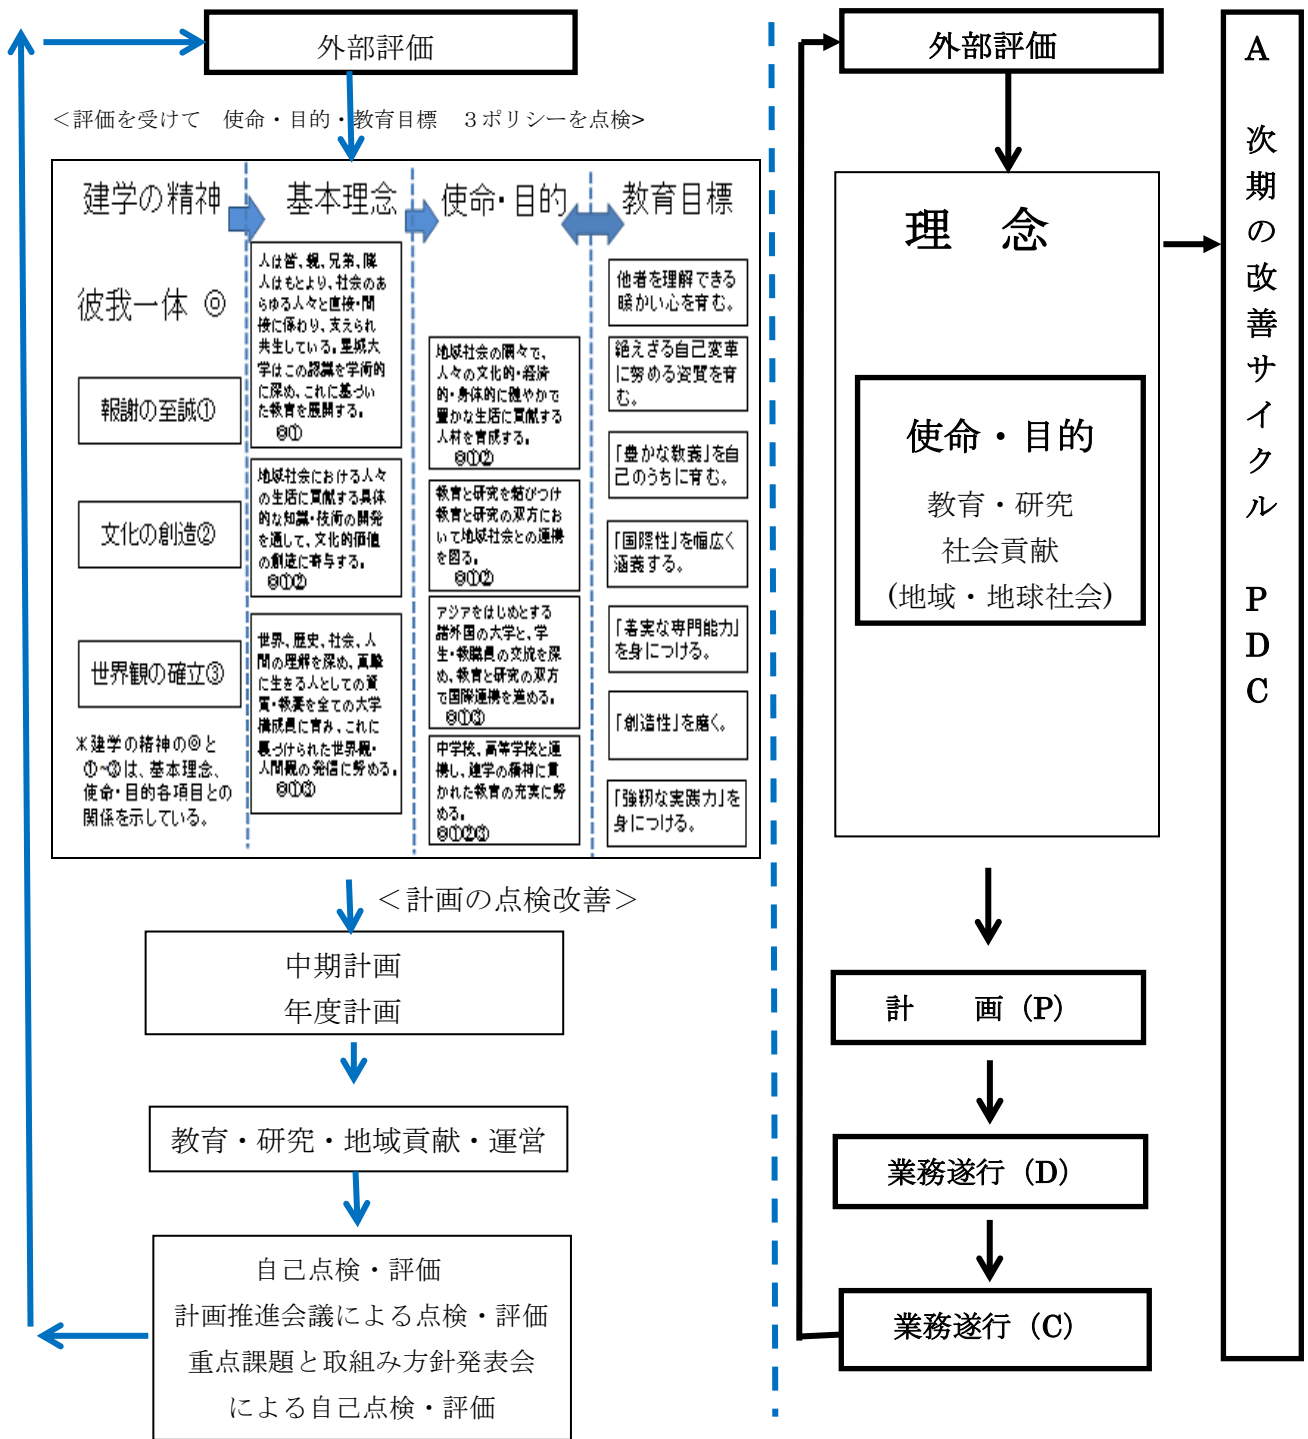 外部評価
＜評価を受けて　使命・目的・教育目標　３ポリシーを点検>
建学の精神
彼我一体 ◎
報謝の至誠①
文化の創造②
世界観の確立③
※建学の精神の◎と
①~③は、基本理念、
使命・目的各項目との
関係を示している。
基本理念
人は皆、親、兄弟、隣
人はもとより、社会のあ
らゆる人々と直接・間
接に係わり、支えられ
共生している。星城大
学はこの認識を学術的
に深め、これに基づい
た教育を展開する。
◎①
地域社会における人々
の生活に貢献する具体
的な知識・技術の開発
を通して、文化的価値
の創造に寄与する。
◎①②
世界、歴史、社会、人
間の理解を深め、真摯
に生きる人としての資
質・教養を全ての大学
構成員に育み、これに
裏づけられた世界観・
人間観の発信に努める。
◎①③
使命・目的
地域社会の隅々で、
人々の文化的・経済
的・身体的に健やかで
豊かな生活に貢献する
人材を育成する。
◎①②
教育と研究を結びつけ
教育と研究の双方にお
いて地域社会との連携
を図る。
◎①②
アジアをはじめとする
諸外国の大学と、学
生・教職員の交流を深
め、教育と研究の双方
で国際連携を進める。
◎①③
中学校、高等学校と連
携し、建学の精神に貫
かれた教育の充実に努
める。
◎①②③
教育目標
他者を理解できる
暖かい心を育む。
絶えざる自己変革
に努める資質を育
む。
「豊かな教養」を自
己のうちに育む。
「国際性」を幅広く
涵養する。
「着実な専門能力」
を身につける。
「創造性」を磨く。
「強靭な実践力」を
身につける。
＜計画の点検改善＞
中期計画
年度計画
教育・研究・地域貢献・運営
自己点検・評価
計画推進会議による点検・評価
重点課題と取組み方針発表会
による自己点検・評価
外部評価
理　念
使命・目的
教育・研究
社会貢献
(地域・地球社会)
計　　画（P）
業務遂行（D）
業務遂行（C）
A　次期の改善サイクル　PDC